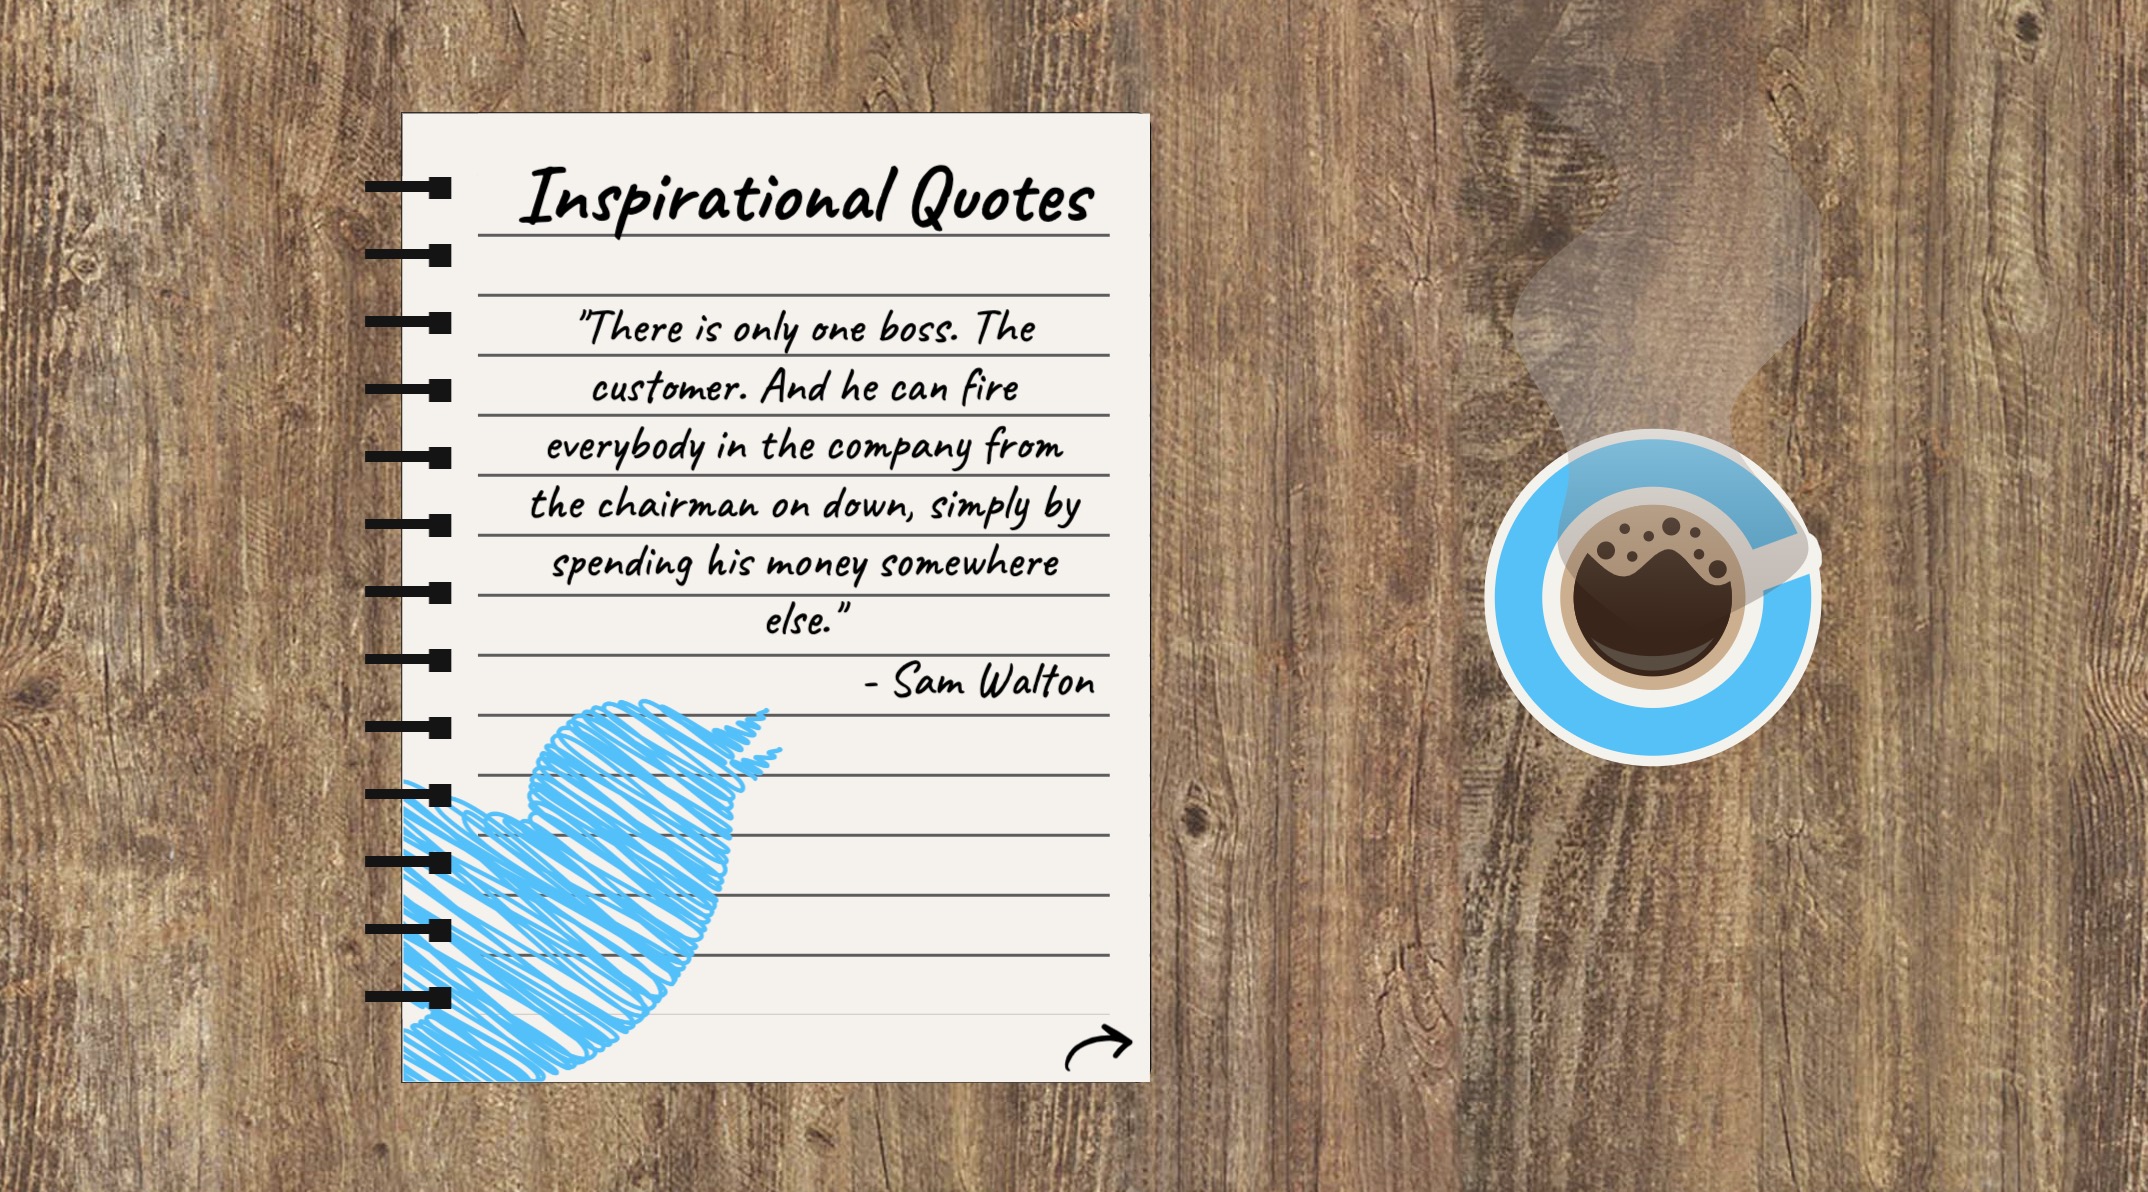 Inspirational Quotes
"There is only one boss. The
customer. And he can fire
everybody in the company from
the chairman on down, simply by
spending his money somewhere
else."
- Sam Walton